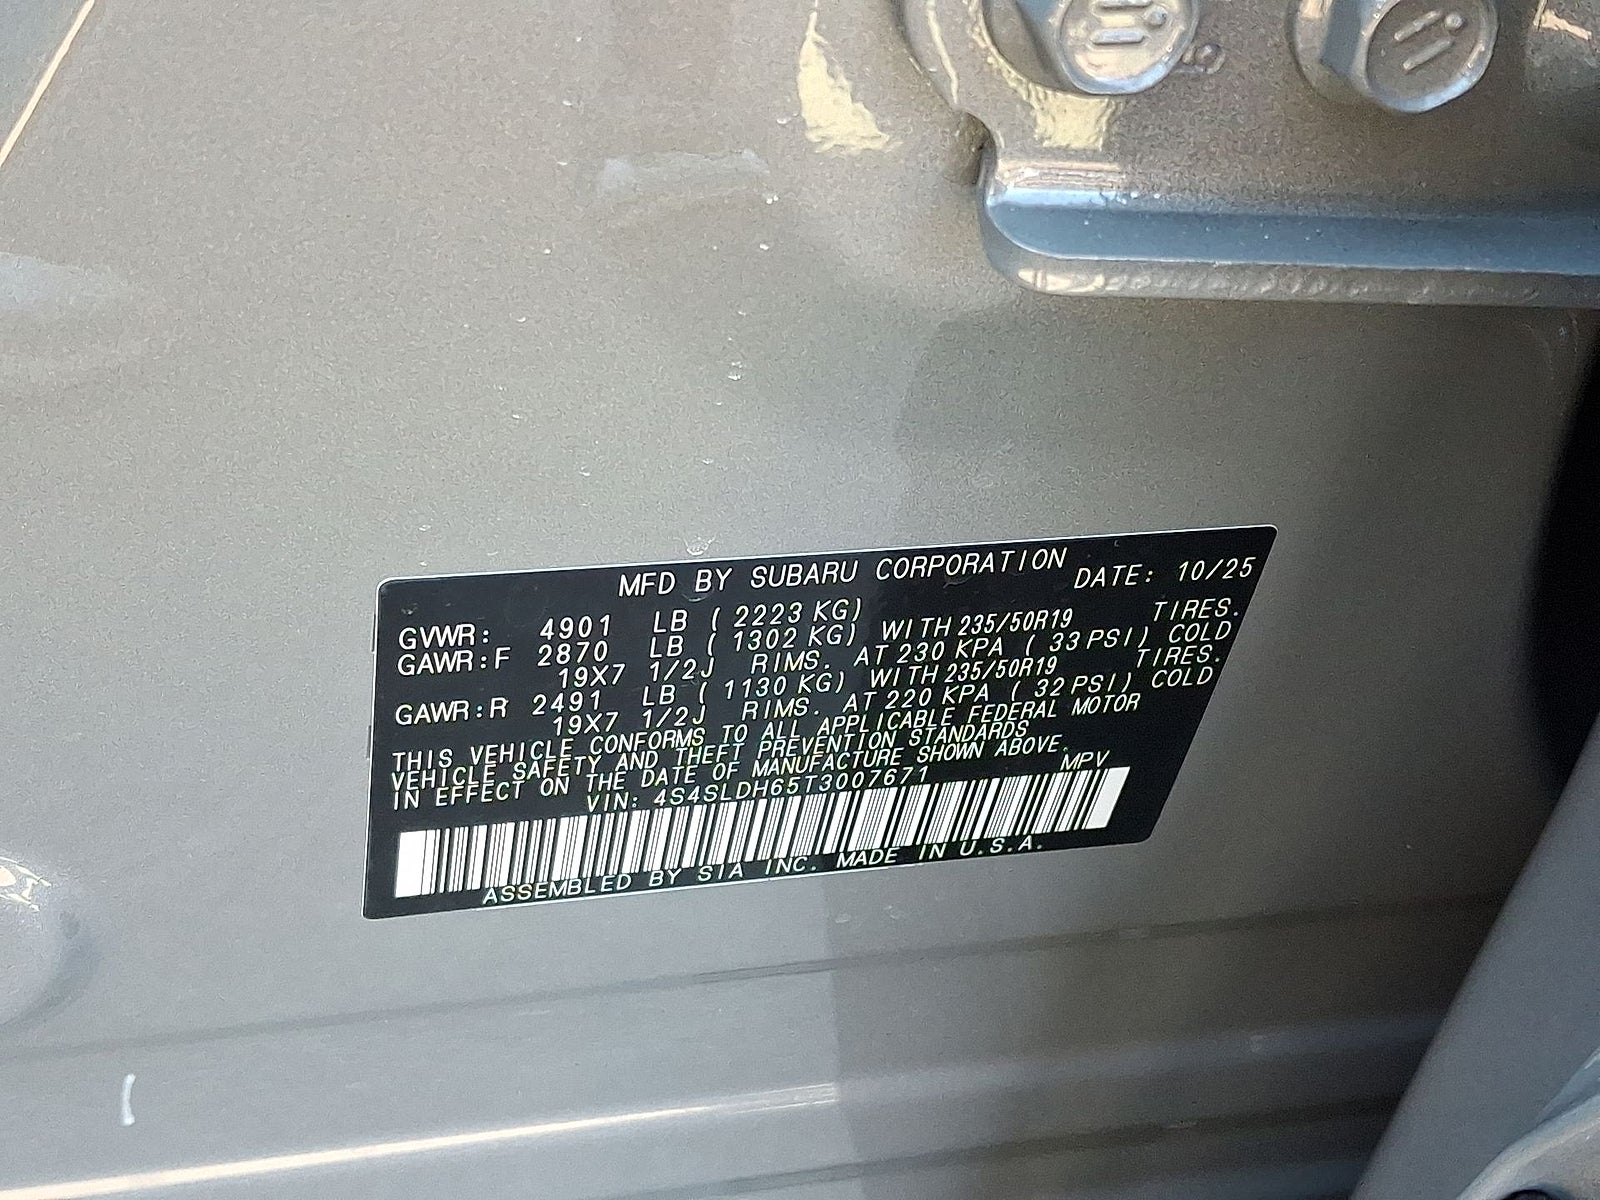 MFD BY SUBARU CORPORATION DATE: 10/25
GVWR: 4901 LB ( 2223 KG)
GAWR:F 2870 LB ( 1302 KG) WITH 235/50R19 TIRES.
19X7 1/2J RIMS. AT 230 KPA ( 33 PSI) COLD
GAWR:R 2491 LB ( 1130 KG) WITH 235/50R19 TIRES.
19X7 1/2J RIMS. AT 220 KPA ( 32 PSI) COLD
THIS VEHICLE CONFORMS TO ALL APPLICABLE FEDERAL MOTOR
VEHICLE SAFETY AND THEFT PREVENTION STANDARDS
IN EFFECT ON THE DATE OF MANUFACTURE SHOWN ABOVE.
VIN: 4S4SLDH65T3007671 MPV
ASSEMBLED BY SIA INC. MADE IN U.S.A.